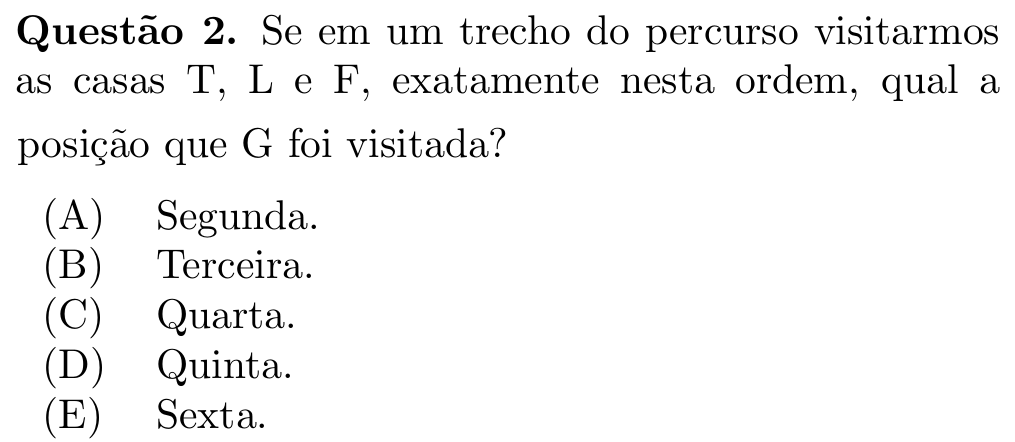 Questão 2. Se em um trecho do percurso visitarmos
as casas T, L e F, exatamente nesta ordem, qual a
posição que G foi visitada?
(A) Segunda.
(B) Terceira.
(C) Quarta.
(D) Quinta.
(E) Sexta.